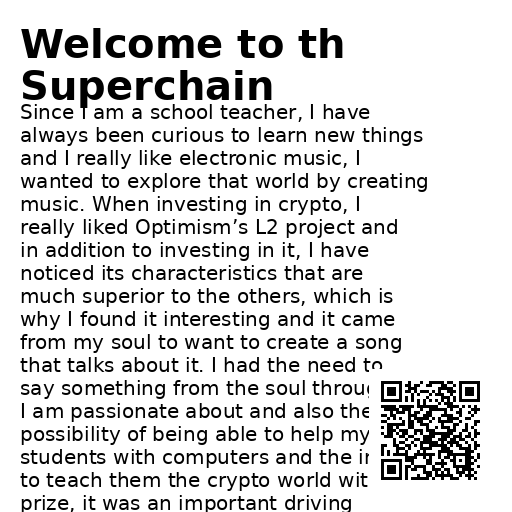 Welcome to th
Superchain
Since I am a school teacher, I have
always been curious to learn new things
and I really like electronic music, I
wanted to explore that world by creating
music. When investing in crypto, I
really liked Optimism’s L2 project and
in addition to investing in it, I have
noticed its characteristics that are
much superior to the others, which is
why I found it interesting and it came
from my soul to want to create a song
that talks about it. I had the need to
say something from the soul
I am passionate about and also the
possibility of being able to help my
students with computers and the
to teach them the crypto world
prize, it was an important driving